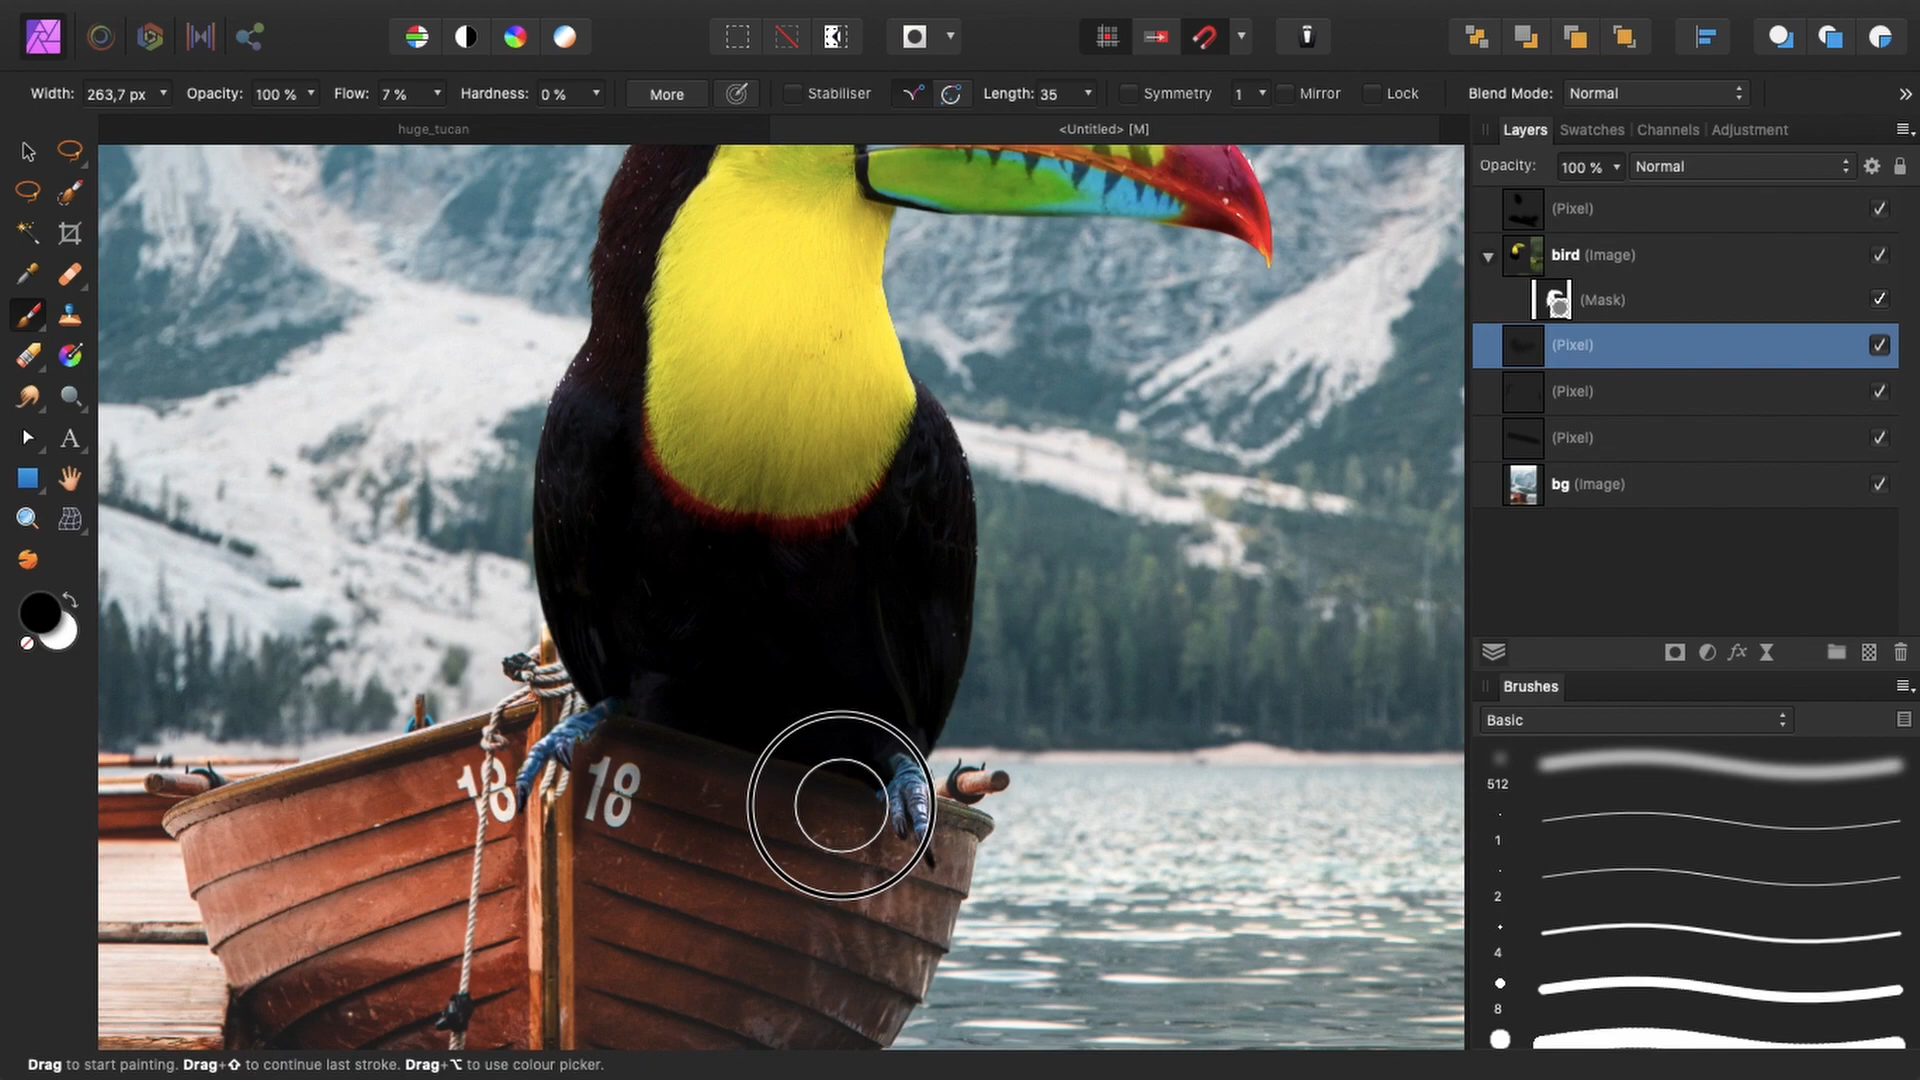 Width: 263,7 px Opacity: 100 % Flow: 7 % Hardness: 0 % More Stabiliser Length: 35 Symmetry 1 Mirror Lock Blend Mode: Normal
huge_tucan <Untitled> [M]
Layers Swatches Channels Adjustment
Opacity: 100 % Normal
(Pixel)
bird (Image)
(Mask)
(Pixel)
(Pixel)
(Pixel)
bg (Image)
fx
Brushes
Basic
512
1
2
4
8
A
18 18
Drag to start painting. Drag+⇧ to continue last stroke. Drag+⌥ to use colour picker.